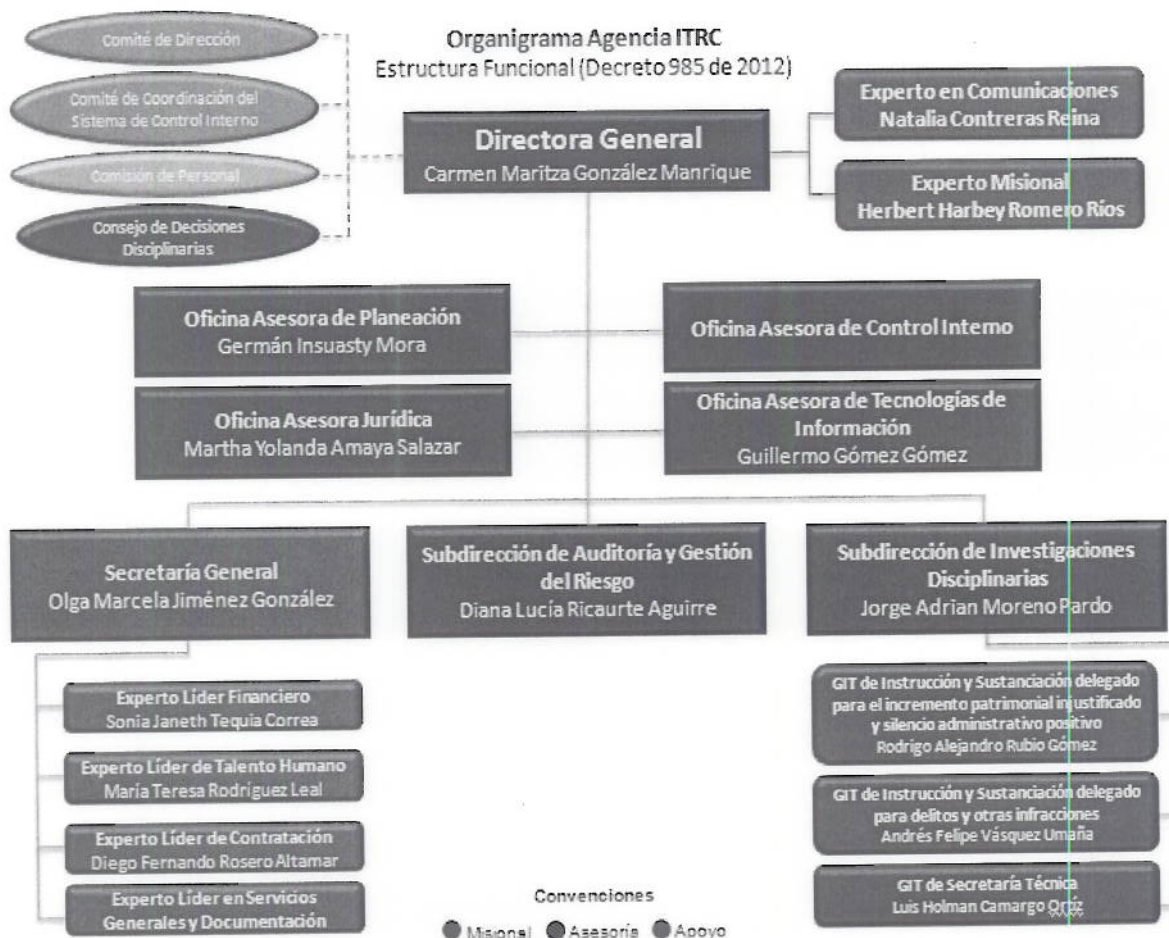 Organigrama Agencia ITRC
Estructura Funcional (Decreto 985 de 2012)
Comité de Dirección
Comité de Coordinación del
Sistema de Control Interno
Comisión de Personal
Consejo de Decisiones
Disciplinarias
Directora General
Carmen Maritza González Manrique
Experto en Comunicaciones
Natalia Contreras Reina
Experto Misional
Herbert Harbey Romero Ríos
Oficina Asesora de Planeación
Germán Insuasty Mora
Oficina Asesora de Control Interno
Oficina Asesora Jurídica
Martha Yolanda Amaya Salazar
Oficina Asesora de Tecnologías de
Información
Guillermo Gómez Gómez
Secretaría General
Olga Marcela Jiménez González
Subdirección de Auditoría y Gestión
del Riesgo
Diana Lucía Ricaurte Aguirre
Subdirección de Investigaciones
Disciplinarias
Jorge Adrian Moreno Pardo
Experto Líder Financiero
Sonia Janeth Tequia Correa
Experto Líder de Talento Humano
María Teresa Rodríguez Leal
Experto Líder de Contratación
Diego Fernando Rosero Altamar
Experto Líder en Servicios
Generales y Documentación
GIT de Instrucción y Sustanciación delegado
para el incremento patrimonial injustificado
y silencio administrativo positivo
Rodrigo Alejandro Rubio Gómez
GIT de Instrucción y Sustanciación delegado
para delitos y otras infracciones
Andrés Felipe Vásquez Umaña
GIT de Secretaría Técnica
Luis Holman Camargo Ortíz
Convenciones
Misional Asesoría Apoyo